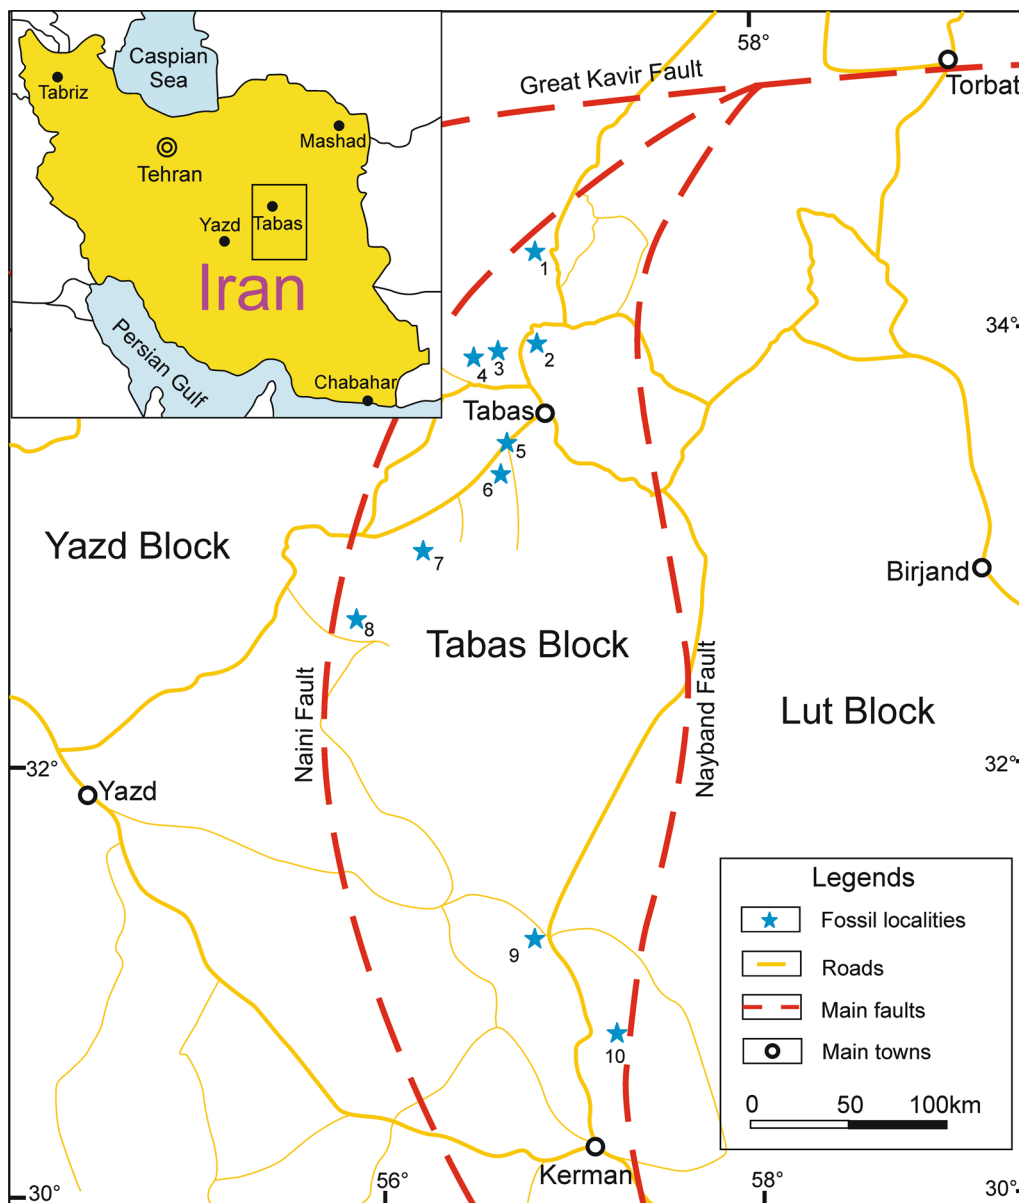 Caspian
Sea
Tabriz
Mashad
Tehran
Yazd
Tabas
Iran
Persian Gulf
Chabahar
58°
Great Kavir Fault
Torbat
1
34°
2
3
4
Tabas
5
6
Yazd Block
7
Birjand
8
Tabas Block
Naini Fault
Nayband Fault
Lut Block
32°
32°
Yazd
Legends
Fossil localities
Roads
Main faults
Main towns
0 50 100km
9
10
Kerman
30°
56°
58°
30°